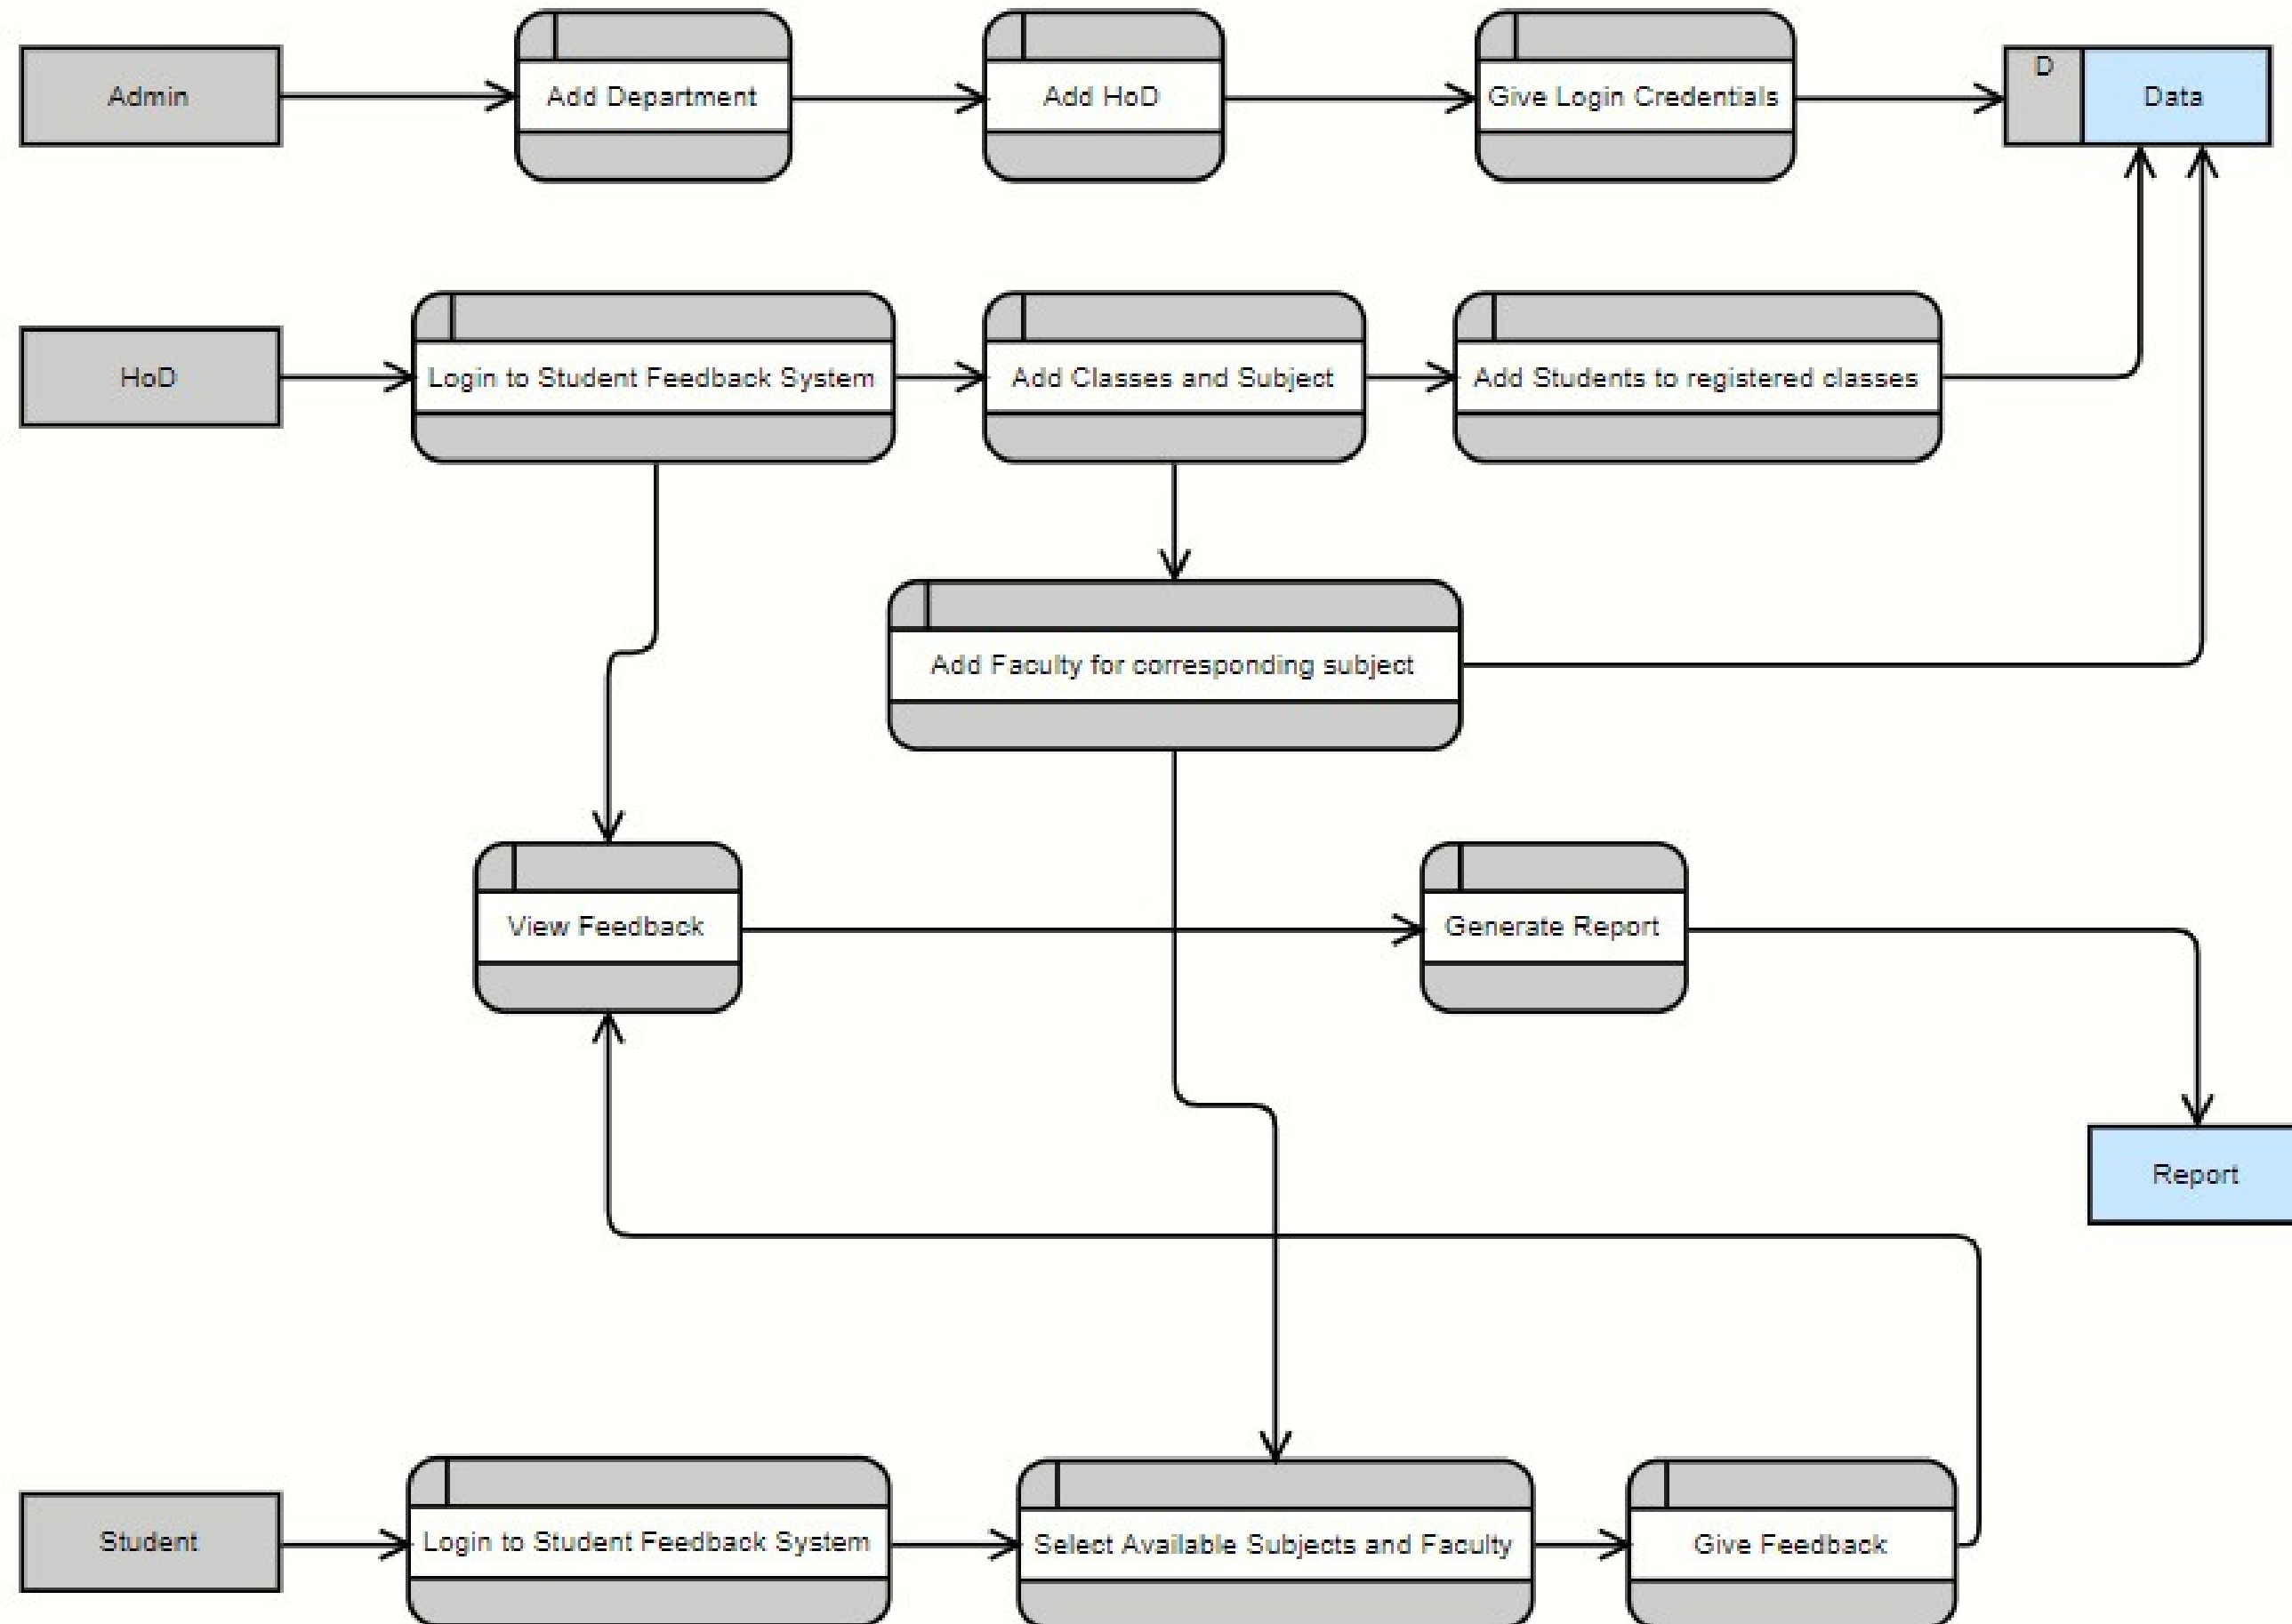 Admin
Add Department
Add HoD
Give Login Credentials
D
Data
HoD
Login to Student Feedback System
Add Classes and Subject
Add Students to registered classes
Add Faculty for corresponding subject
View Feedback
Generate Report
Report
Student
Login to Student Feedback System
Select Available Subjects and Faculty
Give Feedback